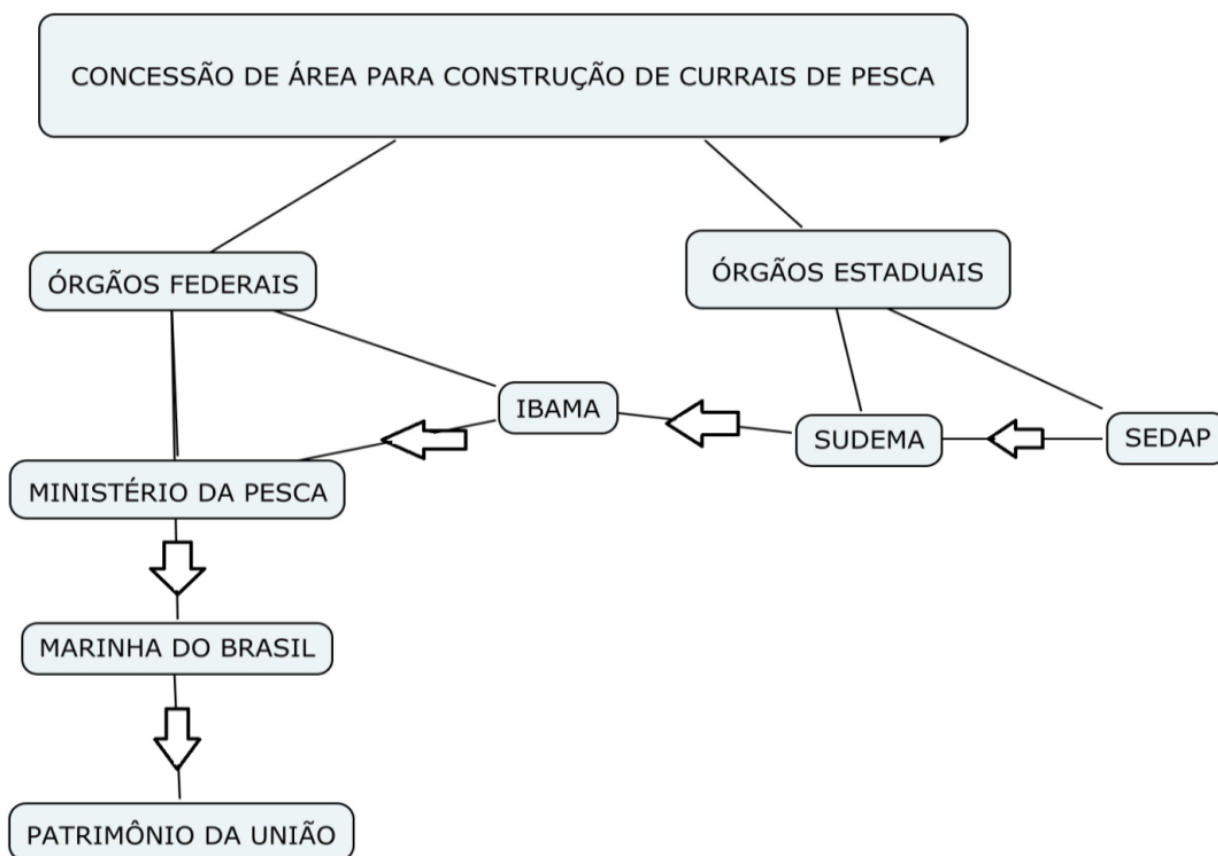 CONCESSÃO DE ÁREA PARA CONSTRUÇÃO DE CURRAIS DE PESCA
ÓRGÃOS FEDERAIS
ÓRGÃOS ESTADUAIS
IBAMA
SUDEMA
SEDAP
MINISTÉRIO DA PESCA
MARINHA DO BRASIL
PATRIMÔNIO DA UNIÃO